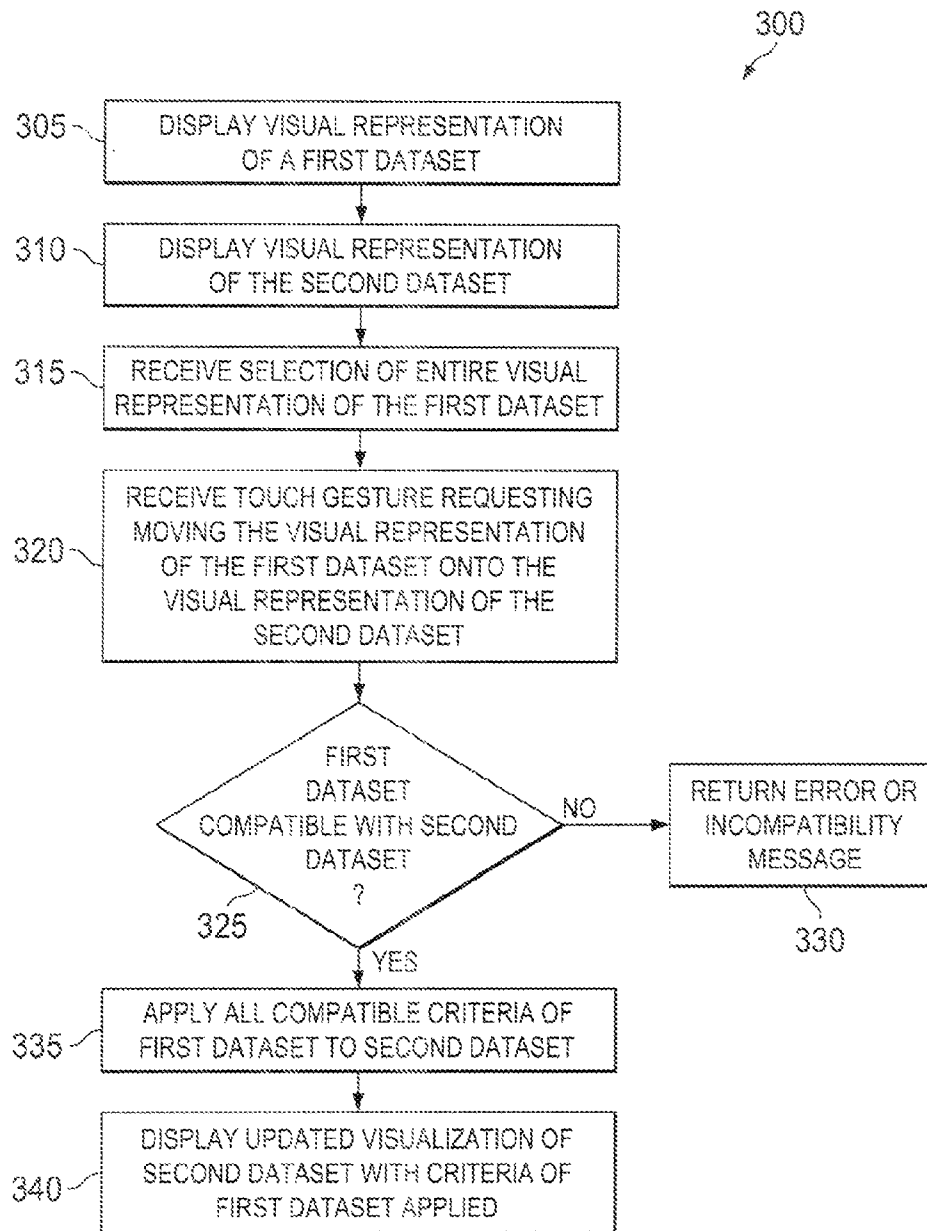 300
305
DISPLAY VISUAL REPRESENTATION
OF A FIRST DATASET
310
DISPLAY VISUAL REPRESENTATION
OF THE SECOND DATASET
315
RECEIVE SELECTION OF ENTIRE VISUAL
REPRESENTATION OF THE FIRST DATASET
320
RECEIVE TOUCH GESTURE REQUESTING
MOVING THE VISUAL REPRESENTATION
OF THE FIRST DATASET ONTO THE
VISUAL REPRESENTATION OF THE
SECOND DATASET
FIRST
DATASET
COMPATIBLE WITH SECOND
DATASET
?
325
NO
RETURN ERROR OR
INCOMPATIBILITY
MESSAGE
330
YES
335
APPLY ALL COMPATIBLE CRITERIA OF
FIRST DATASET TO SECOND DATASET
340
DISPLAY UPDATED VISUALIZATION OF
SECOND DATASET WITH CRITERIA OF
FIRST DATASET APPLIED